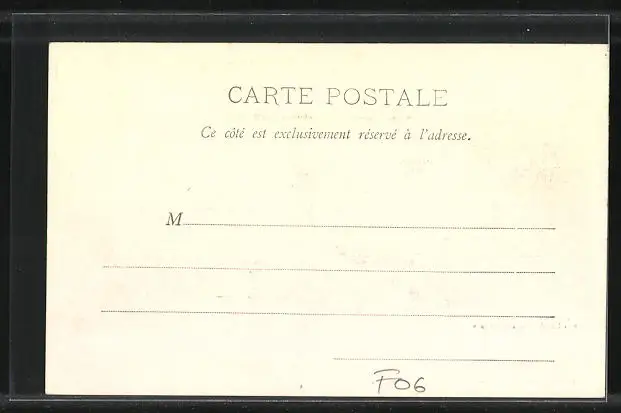 CARTE POSTALE
Ce côté est exclusivement réservé à l'adresse.
M
F06